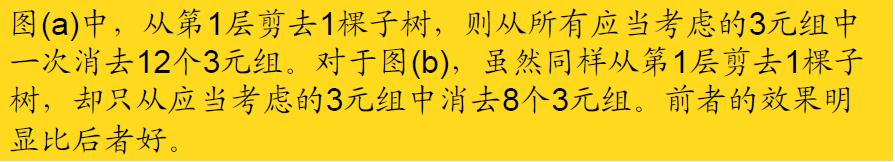 图(a)中，从第1层剪去1棵子树，则从所有应当考虑的3元组中
一次消去12个3元组。对于图(b)，虽然同样从第1层剪去1棵子
树，却只从应当考虑的3元组中消去8个3元组。前者的效果明
显比后者好。